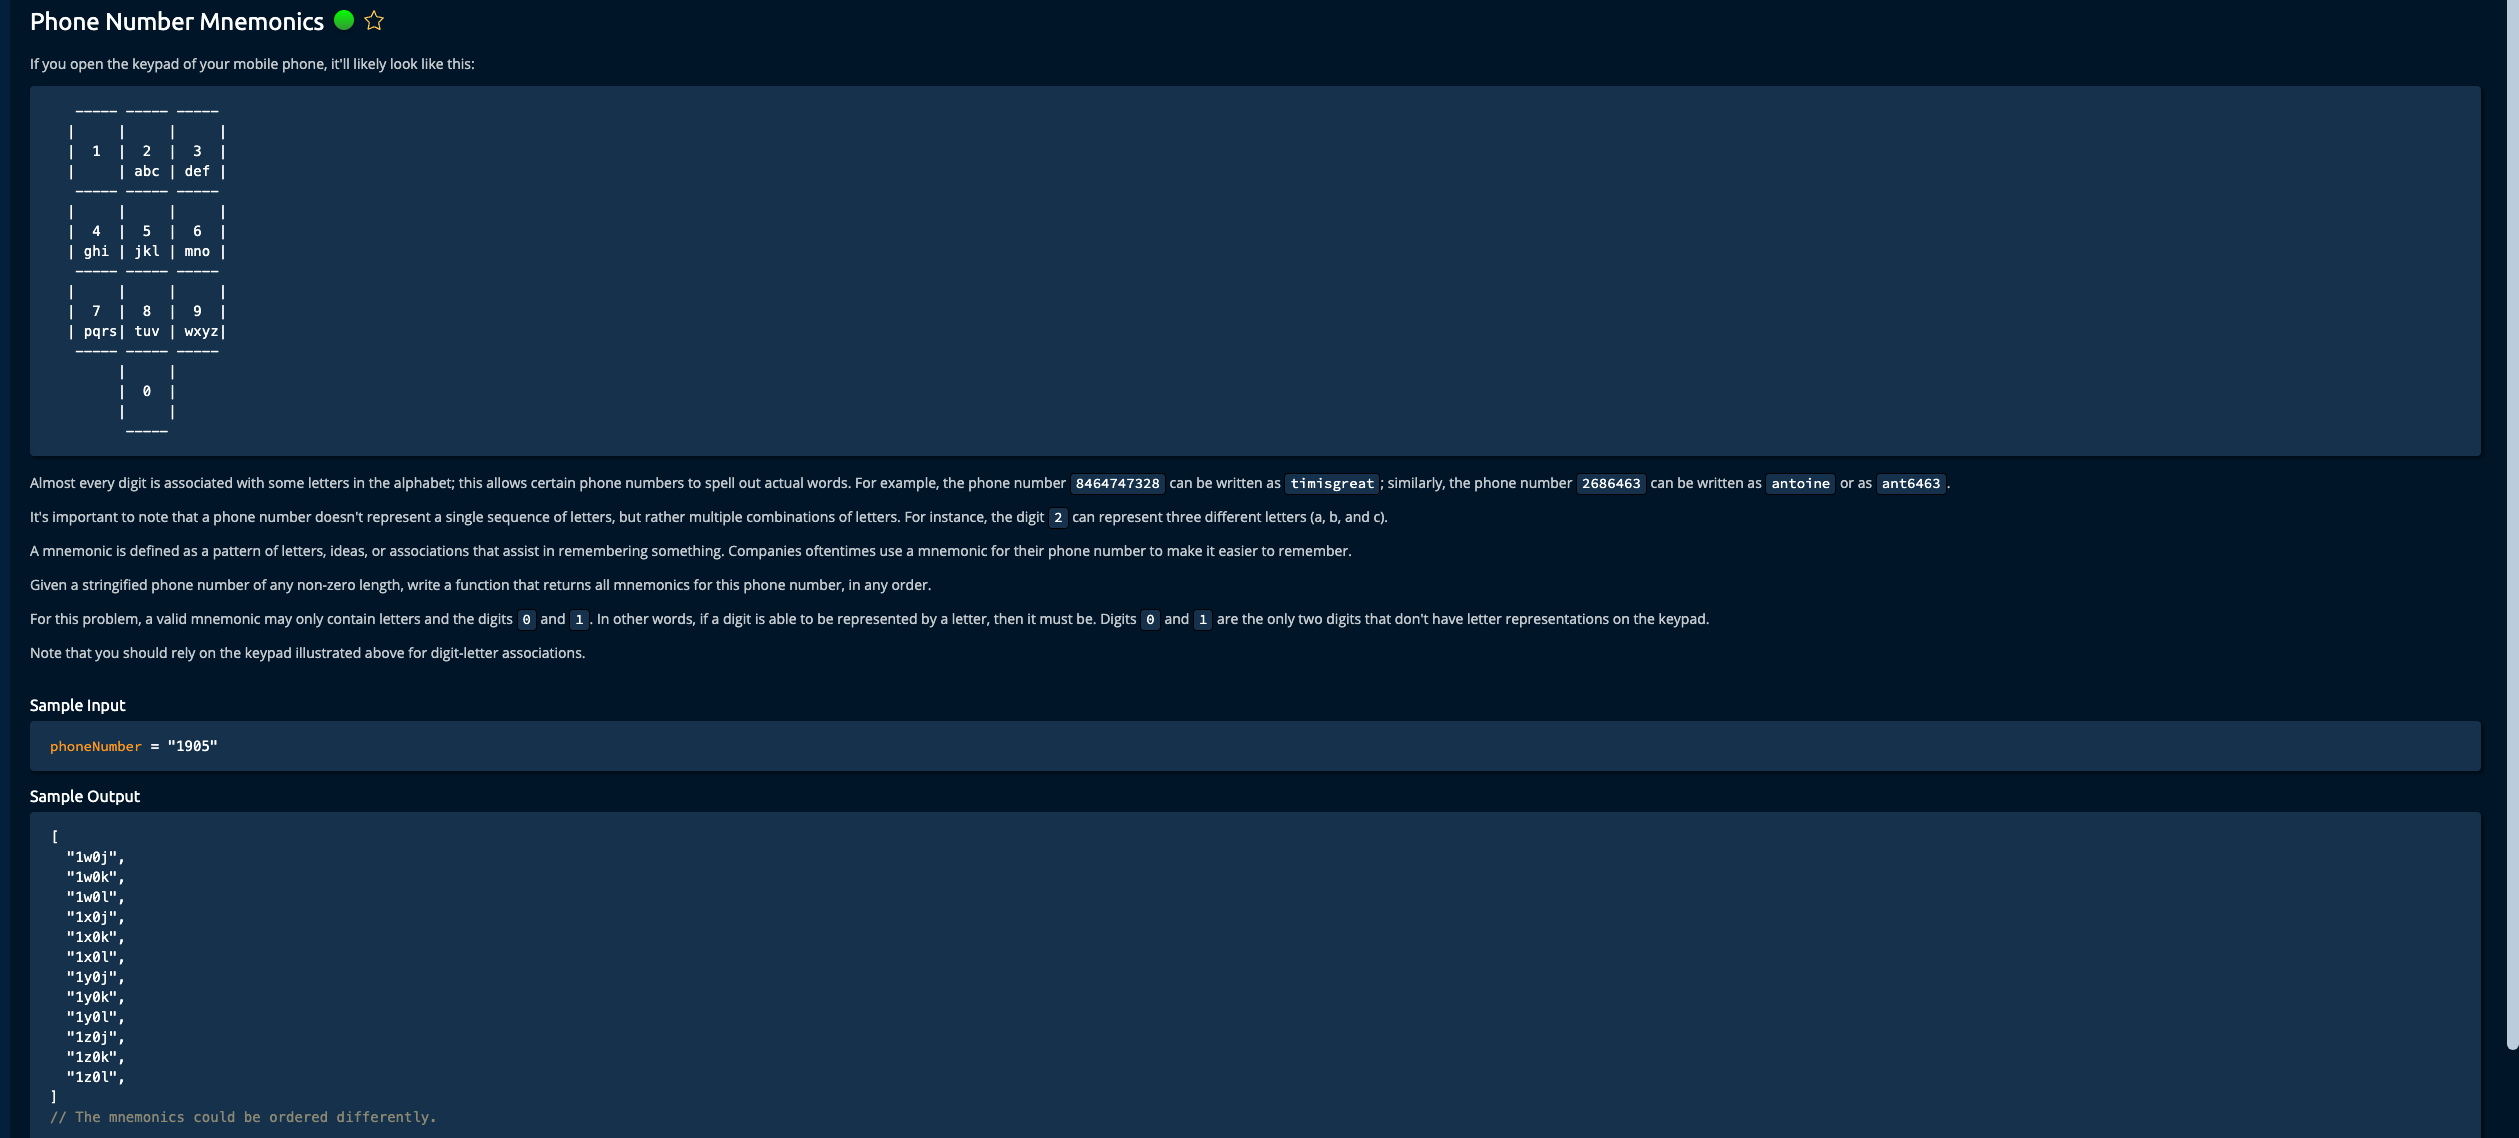 Phone Number Mnemonics
If you open the keypad of your mobile phone, it'll likely look like this:
 ----- ----- -----
|     |     |     |
|  1  |  2  |  3  |
|     | abc | def |
 ----- ----- -----
|     |     |     |
|  4  |  5  |  6  |
| ghi | jkl | mno |
 ----- ----- -----
|     |     |     |
|  7  |  8  |  9  |
| pqrs| tuv | wxyz|
 ----- ----- -----
      |     |
      |  0  |
      |     |
       -----
Almost every digit is associated with some letters in the alphabet; this allows certain phone numbers to spell out actual words. For example, the phone number 8464747328 can be written as timisgreat ; similarly, the phone number 2686463 can be written as antoine or as ant6463 .
It's important to note that a phone number doesn't represent a single sequence of letters, but rather multiple combinations of letters. For instance, the digit 2 can represent three different letters (a, b, and c).
A mnemonic is defined as a pattern of letters, ideas, or associations that assist in remembering something. Companies oftentimes use a mnemonic for their phone number to make it easier to remember.
Given a stringified phone number of any non-zero length, write a function that returns all mnemonics for this phone number, in any order.
For this problem, a valid mnemonic may only contain letters and the digits 0 and 1 . In other words, if a digit is able to be represented by a letter, then it must be. Digits 0 and 1 are the only two digits that don't have letter representations on the keypad.
Note that you should rely on the keypad illustrated above for digit-letter associations.
Sample Input
phoneNumber = "1905"
Sample Output
[
"1w0j",
"1w0k",
"1w0l",
"1x0j",
"1x0k",
"1x0l",
"1y0j",
"1y0k",
"1y0l",
"1z0j",
"1z0k",
"1z0l",
]
// The mnemonics could be ordered differently.